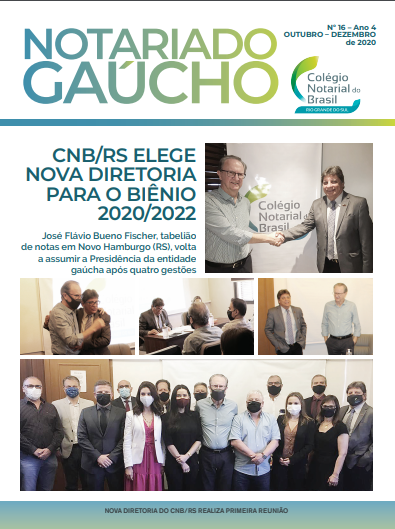 NOTARIADO
GAÚCHO
Nº 16 – Ano 4
OUTUBRO – DEZEMBRO
de 2020
Colégio
Notarial do
Brasil
RIO GRANDE DO SUL
CNB/RS ELEGE
NOVA DIRETORIA
PARA O BIÊNIO
2020/2022
José Flávio Bueno Fischer, tabelião
de notas em Novo Hamburgo (RS), volta
a assumir a Presidência da entidade
gaúcha após quatro gestões
Colégio
Notarial do
Brasil
NOVA DIRETORIA DO CNB/RS REALIZA PRIMEIRA REUNIÃO